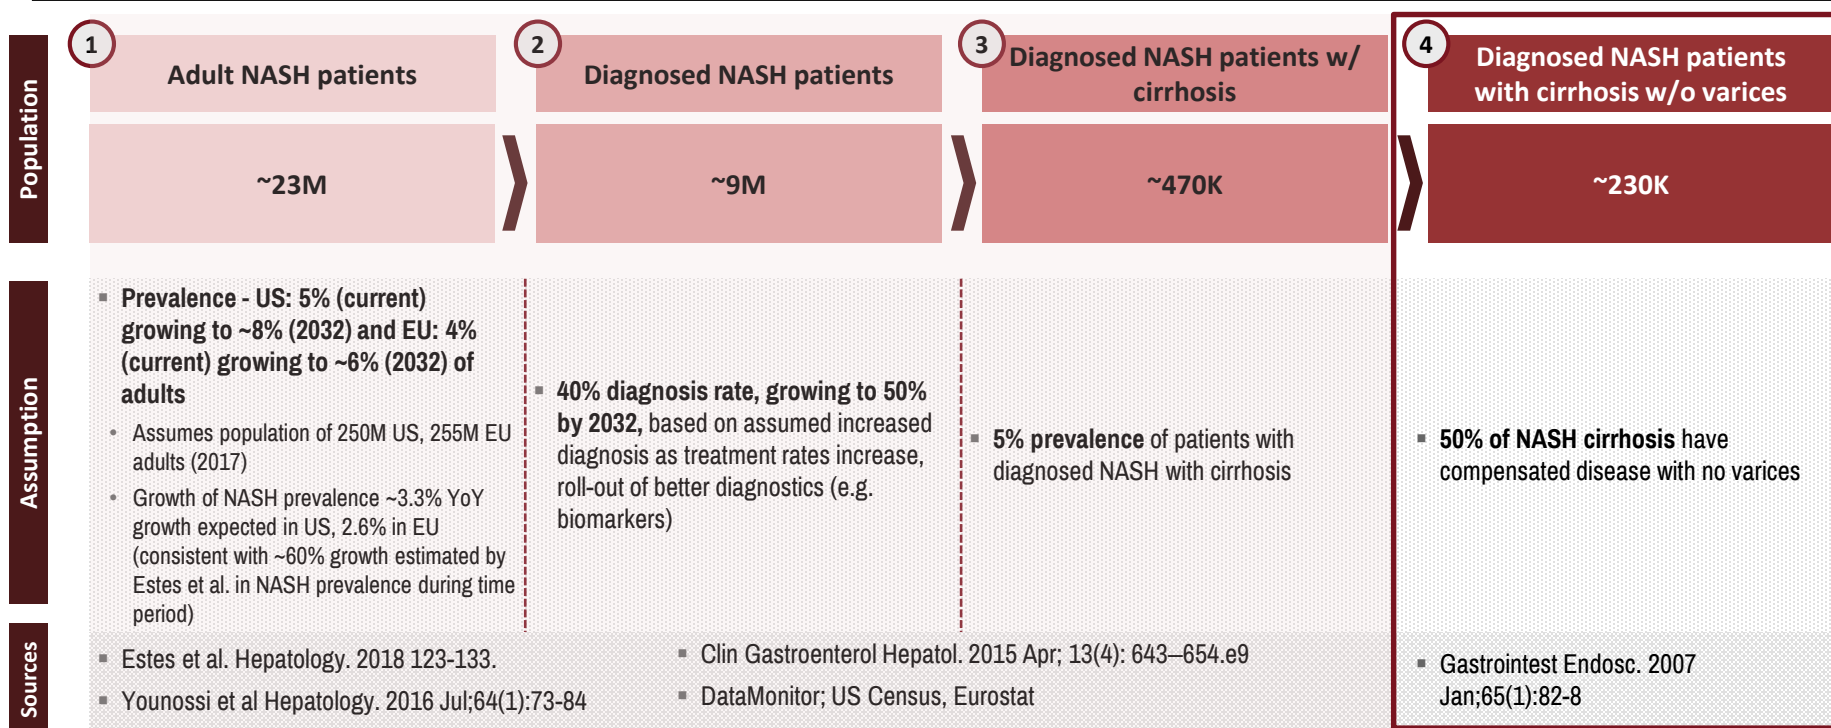 Population
1
Adult NASH patients
~23M
2
Diagnosed NASH patients
~9M
3
Diagnosed NASH patients w/
cirrhosis
~470K
4
Diagnosed NASH patients
with cirrhosis w/o varices
~230K
Assumption
▪ Prevalence - US: 5% (current)
growing to ~8% (2032) and EU: 4%
(current) growing to ~6% (2032) of
adults
• Assumes population of 250M US, 255M EU
adults (2017)
• Growth of NASH prevalence ~3.3% YoY
growth expected in US, 2.6% in EU
(consistent with ~60% growth estimated by
Estes et al. in NASH prevalence during time
period)
▪ 40% diagnosis rate, growing to 50%
by 2032, based on assumed increased
diagnosis as treatment rates increase,
roll-out of better diagnostics (e.g.
biomarkers)
▪ 5% prevalence of patients with
diagnosed NASH with cirrhosis
▪ 50% of NASH cirrhosis have
compensated disease with no varices
Sources
▪ Estes et al. Hepatology. 2018 123-133.
▪ Younossi et al Hepatology. 2016 Jul;64(1):73-84
▪ Clin Gastroenterol Hepatol. 2015 Apr; 13(4): 643–654.e9
▪ DataMonitor; US Census, Eurostat
▪ Gastrointest Endosc. 2007
Jan;65(1):82-8